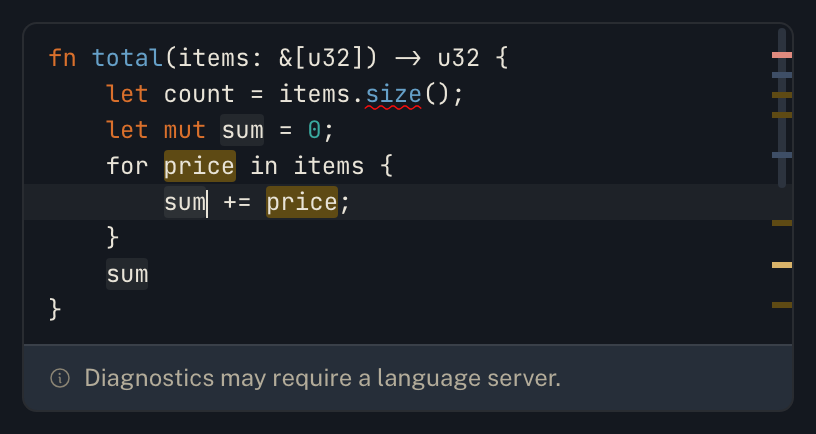 fn total(items: &[u32]) -> u32 {
    let count = items.size();
    let mut sum = 0;
    for price in items {
        sum += price;
    }
    sum
}
Diagnostics may require a language server.